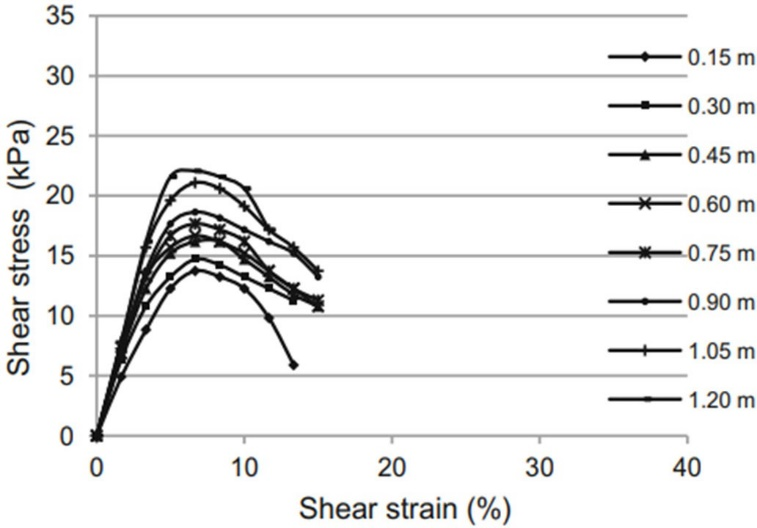 35
30
25
20
15
10
5
0
Shear stress (kPa)
0 10 20 30 40
Shear strain (%)
0.15 m
0.30 m
0.45 m
0.60 m
0.75 m
0.90 m
1.05 m
1.20 m